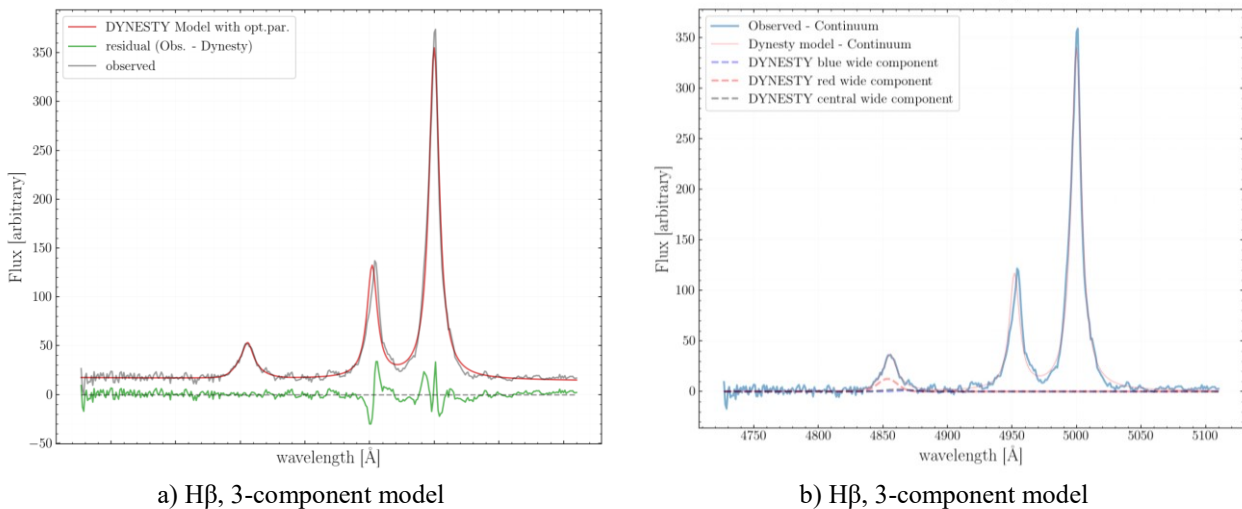 DYNESTY Model with opt.par.
residual (Obs. - Dynesty)
observed
350
300
250
200
150
100
50
0
−50
Flux [arbitrary]
wavelength [Å]
a) Hβ, 3-component model
Observed - Continuum
Dynesty model - Continuum
DYNESTY blue wide component
DYNESTY red wide component
DYNESTY central wide component
350
300
250
200
150
100
50
0
Flux [arbitrary]
4750 4800 4850 4900 4950 5000 5050 5100
wavelength [Å]
b) Hβ, 3-component model